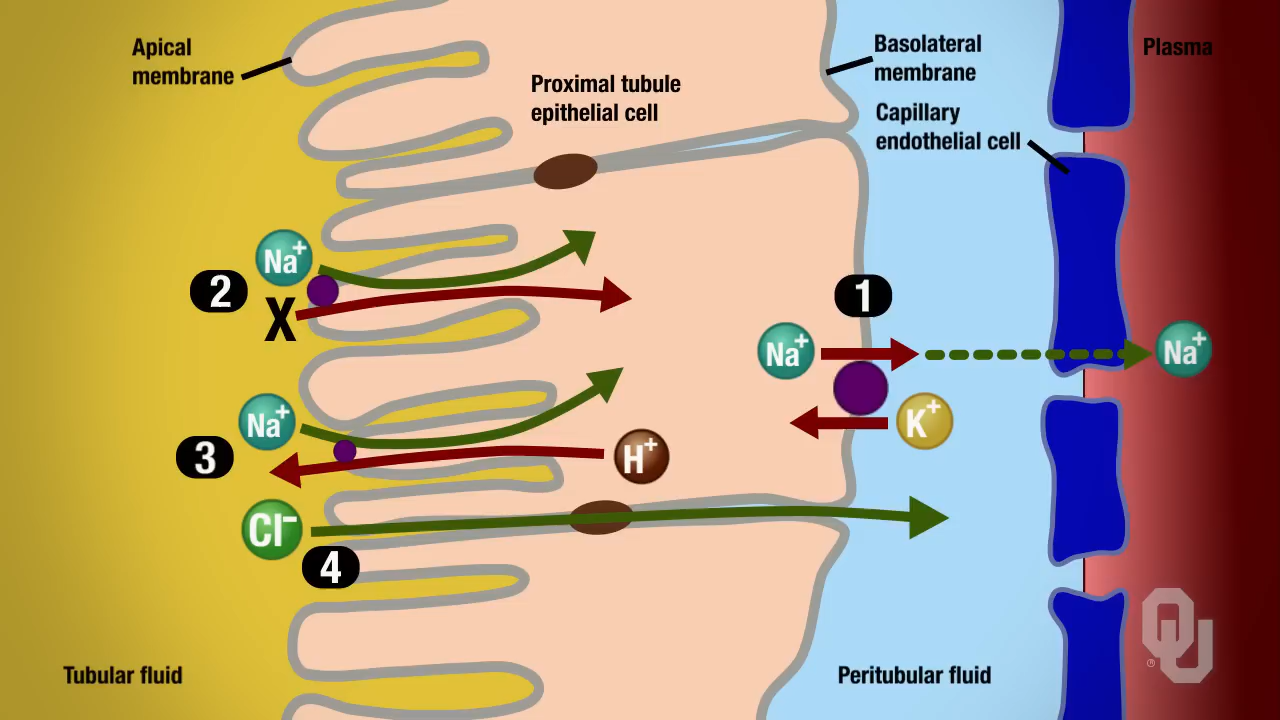 Apical
membrane
Proximal tubule
epithelial cell
Basolateral
membrane
Capillary
endothelial cell
Plasma
Na+
2
X
1
Na+
Na+
K+
Na+
3
H+
Cl−
4
Tubular fluid
Peritubular fluid
OU
®